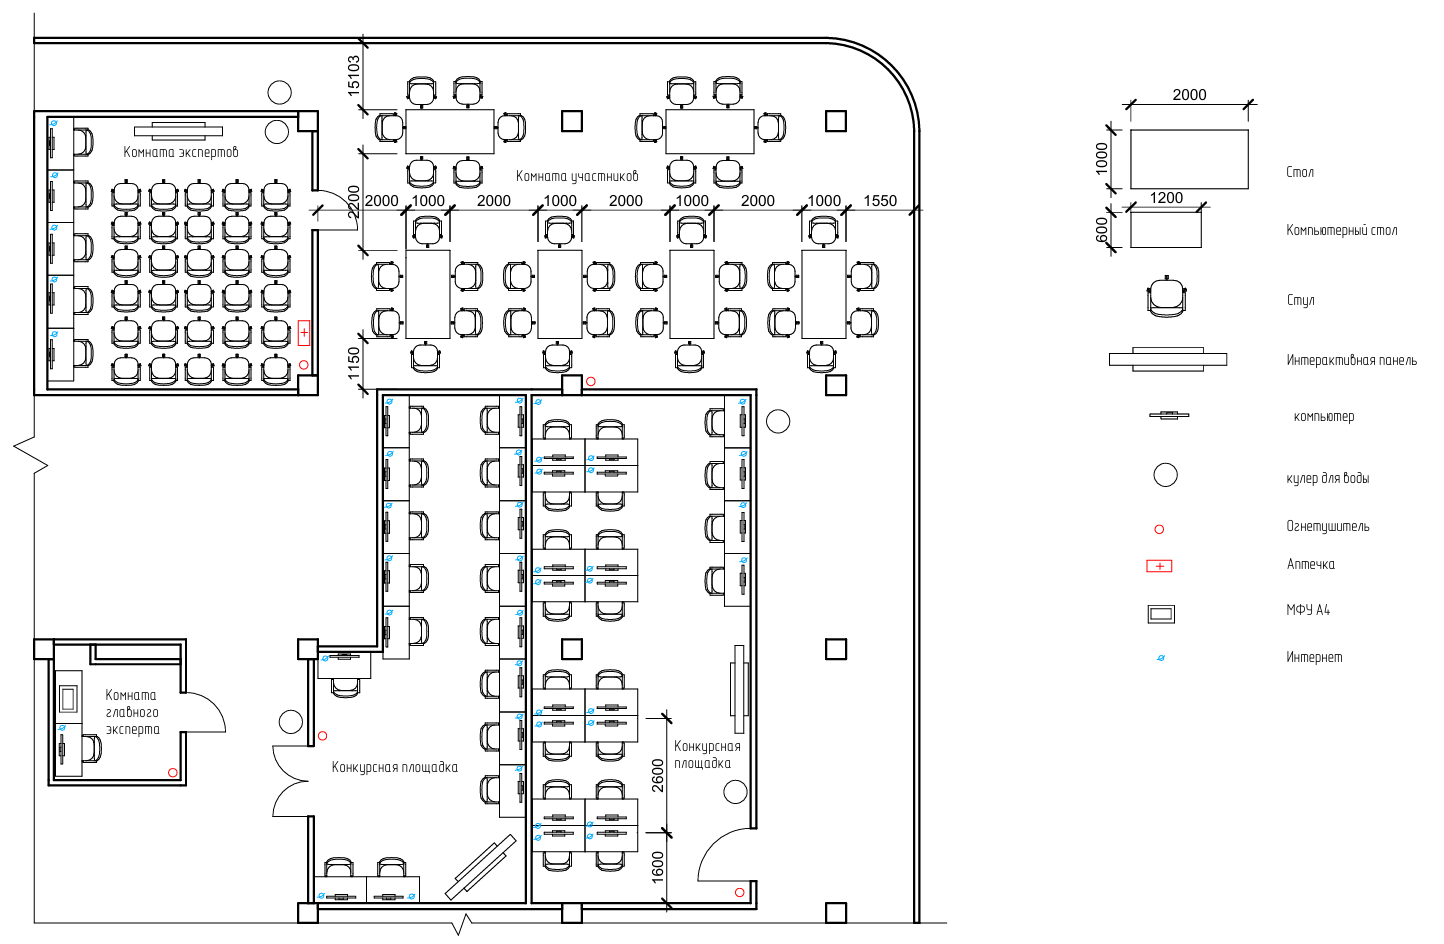 15103
Комната экспертов
Комната участников
2200
2000
1000
2000
1000
2000
1000
2000
1000
1550
1150
Комната
главного
эксперта
Конкурсная площадка
Конкурсная
площадка
2600
1600
2000
1000
Стол
1200
600
Компьютерный стол
Стул
Интерактивная панель
компьютер
кулер для воды
Огнетушитель
Аптечка
МФУ А4
Интернет